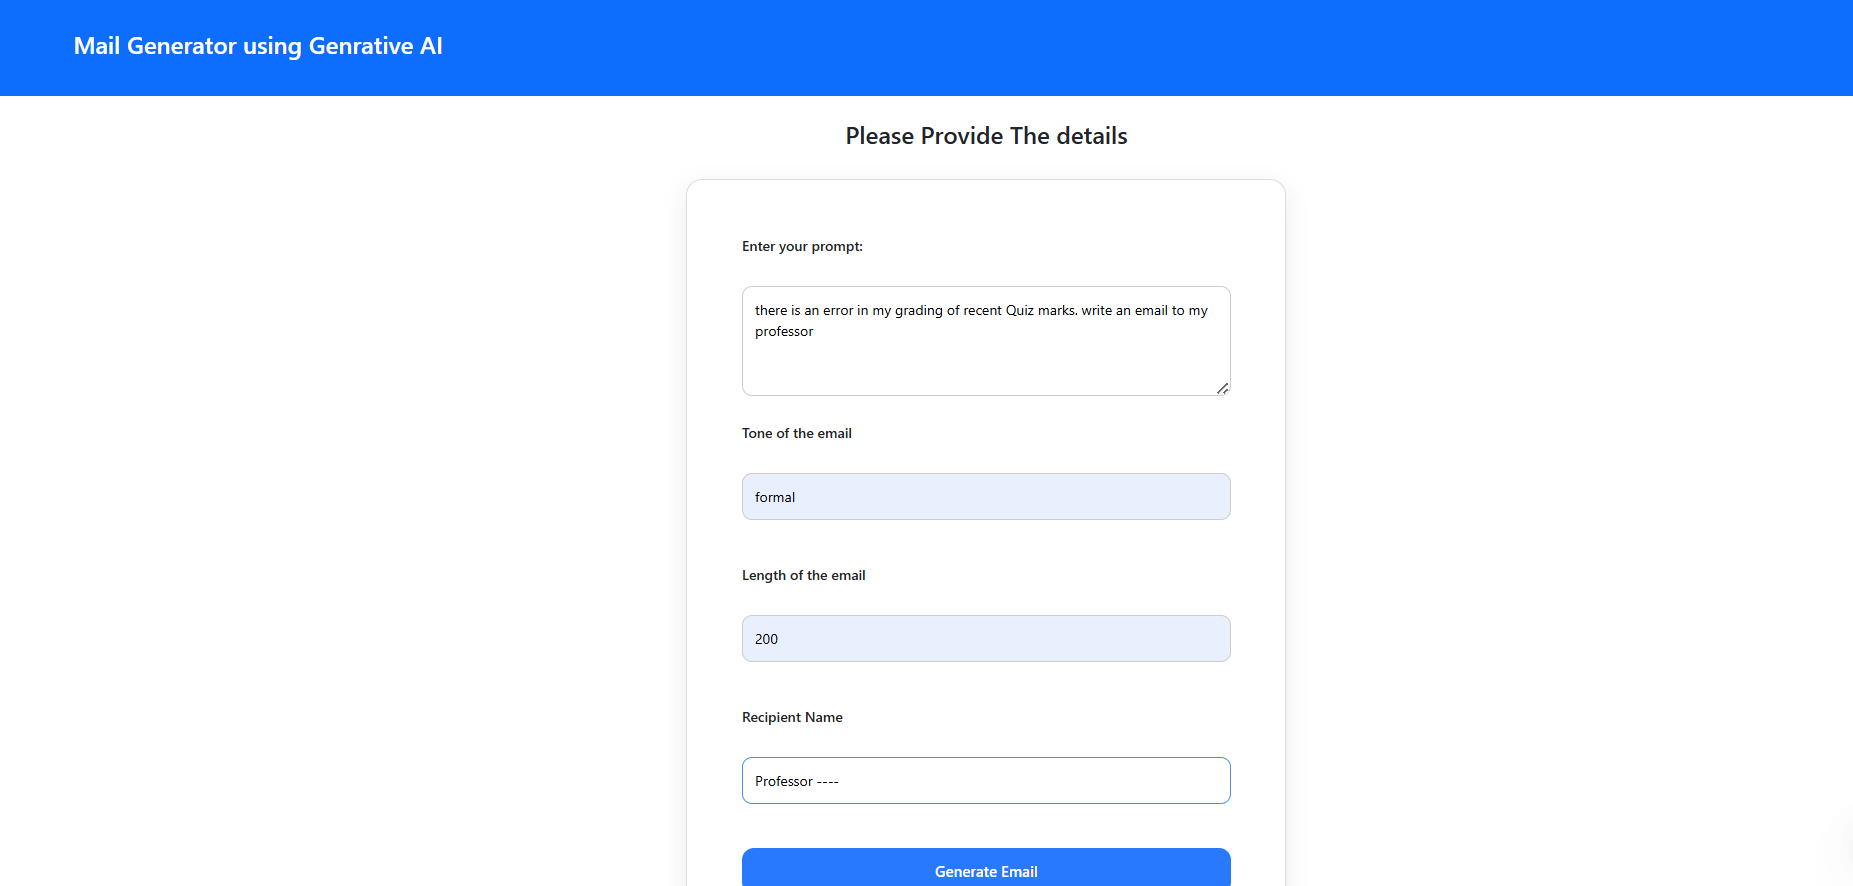 Mail Generator using Genrative AI
Please Provide The details
Enter your prompt:
there is an error in my grading of recent Quiz marks. write an email to my
professor
Tone of the email
formal
Length of the email
200
Recipient Name
Professor ----
Generate Email